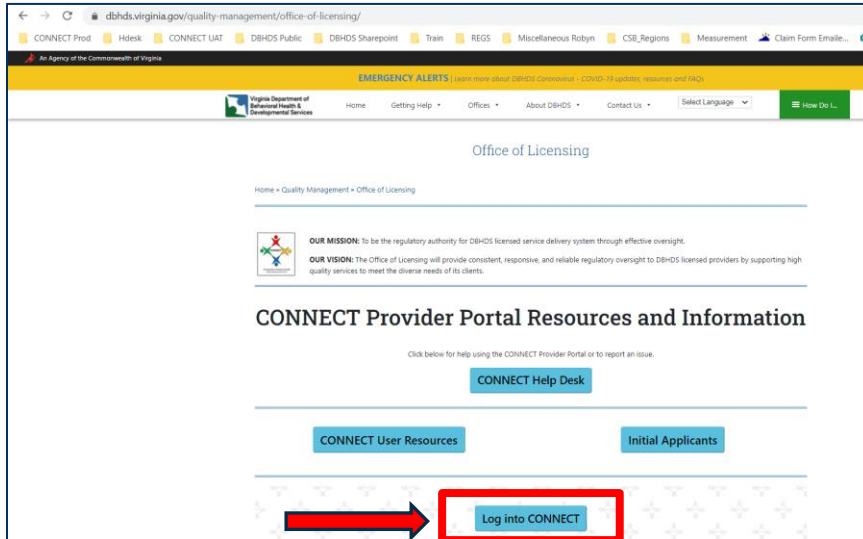 dbhds.virginia.gov/quality-management/office-of-licensing/
CONNECT Prod Hdesk CONNECT UAT DBHDS Public DBHDS Sharepoint Train REGS Miscellaneous Robyn CSB_Regions Measurement Claim Form Emaile...
An Agency of the Commonwealth of Virginia
EMERGENCY ALERTS | Learn more about DBHDS Coronavirus - COVID-19 updates, resources and FAQs
Virginia Department of
Behavioral Health &
Developmental Services
Home Getting Help Offices About DBHDS Contact Us Select Language How Do I...
Office of Licensing
Home » Quality Management » Office of Licensing
OUR MISSION: To be the regulatory authority for DBHDS licensed service delivery system through effective oversight.
OUR VISION: The Office of Licensing will provide consistent, responsive, and reliable regulatory oversight to DBHDS licensed providers by supporting high
quality services to meet the diverse needs of its clients.
CONNECT Provider Portal Resources and Information
Click below for help using the CONNECT Provider Portal or to report an issue.
CONNECT Help Desk
CONNECT User Resources Initial Applicants
Log into CONNECT